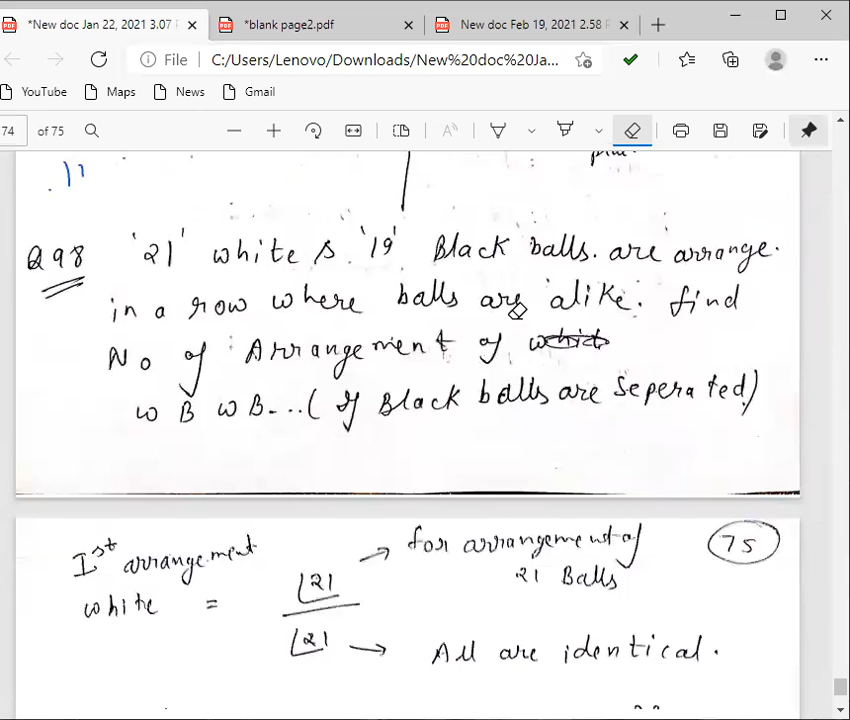 *New doc Jan 22, 2021 3.07
*blank page2.pdf
New doc Feb 19, 2021 2.58
File
C:/Users/Lenovo/Downloads/New%20doc%20Ja...
YouTube
Maps
News
Gmail
74 of 75
Q 98 '21' white & '19' Black balls. are arrange.
in a row where balls are alike. find
No of Arrangement of
W B W B... ( If Black balls are Seperated)
Ist arrangement
white = ⌊21 → for arrangement of
21 Balls
⌊21 → All are identical.
75